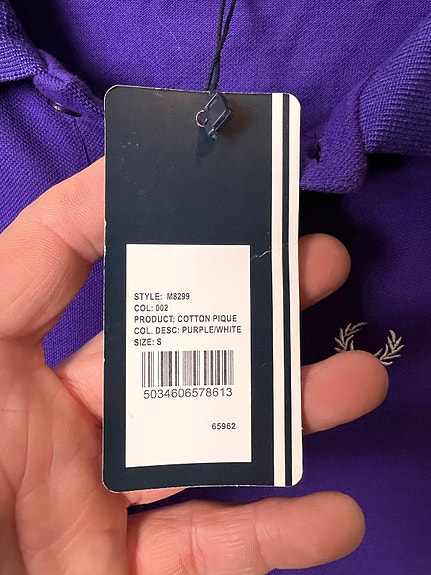 STYLE: M8299
COL: 002
PRODUCT: COTTON PIQUE
COL. DESC: PURPLE/WHITE
SIZE: S
5034606578613
65962